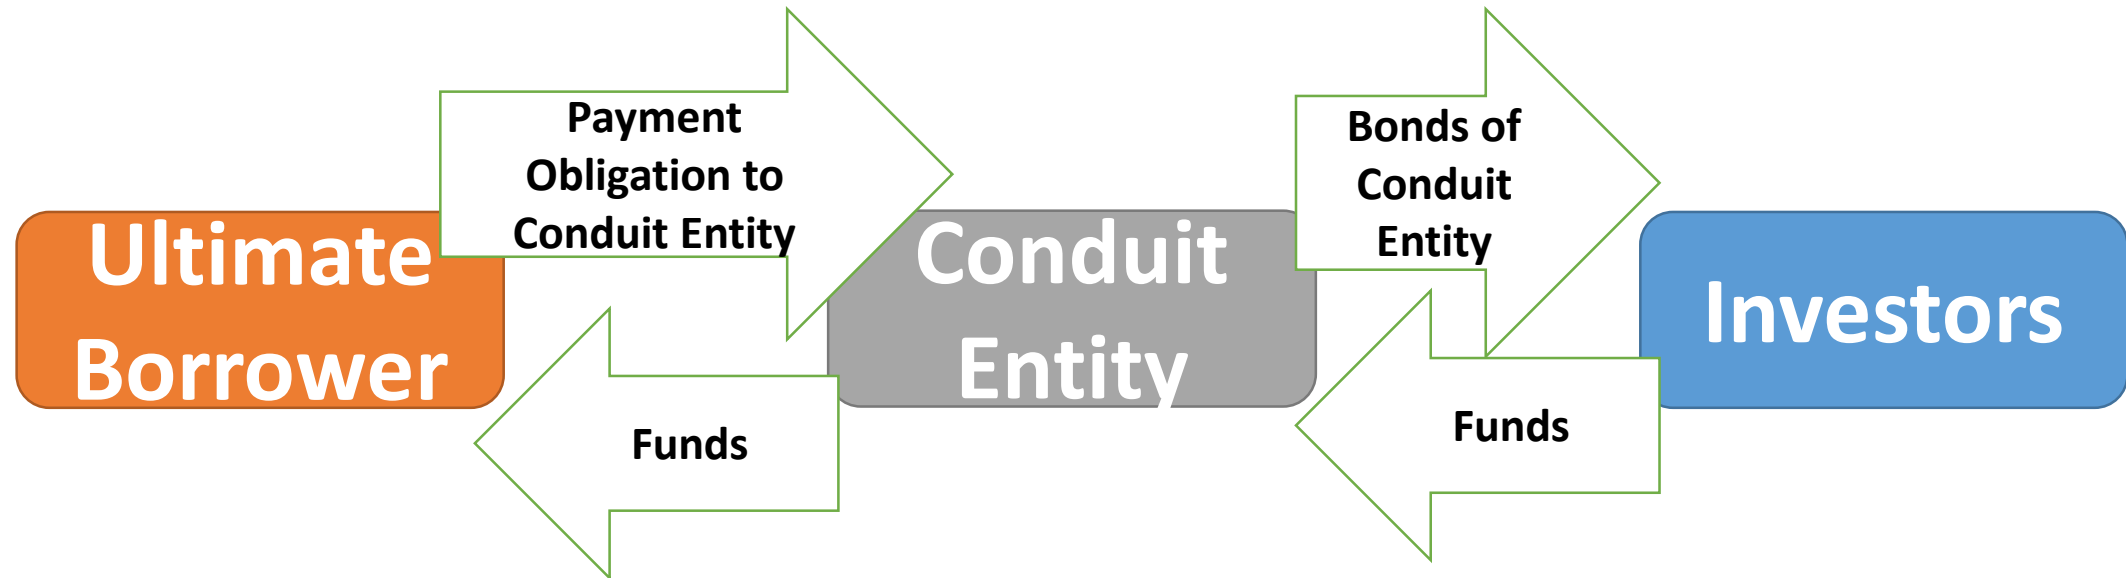 Ultimate
Borrower
Payment
Obligation to
Conduit Entity
Funds
Conduit
Entity
Bonds of
Conduit
Entity
Funds
Investors